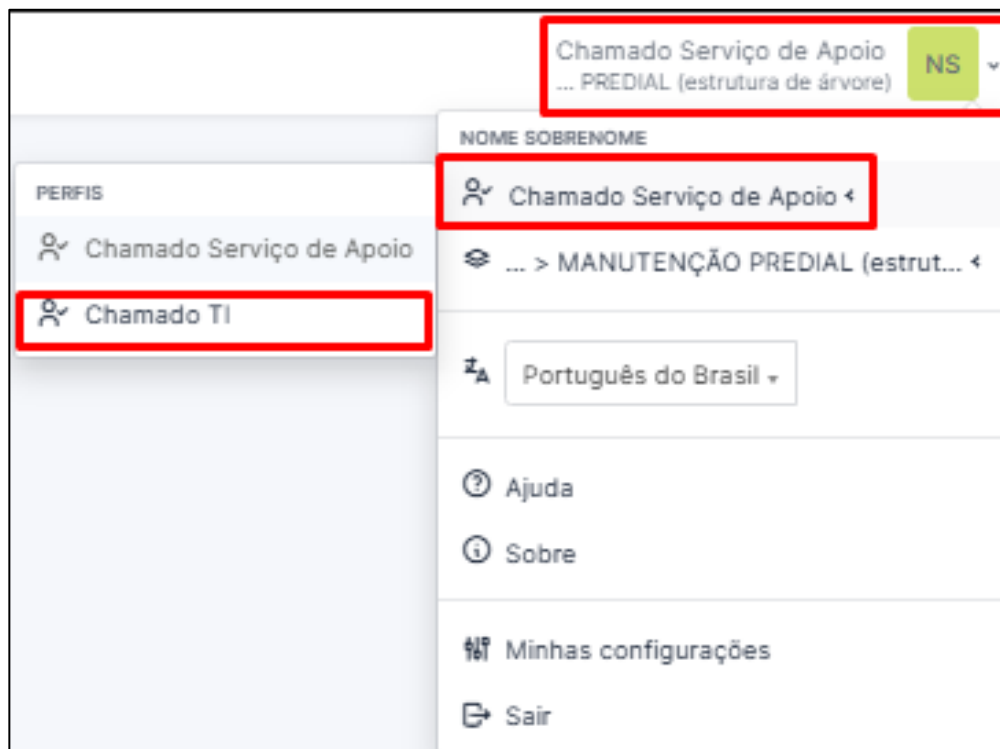 Chamado Serviço de Apoio
... PREDIAL (estrutura de árvore)
NS
NOME SOBRENOME
Chamado Serviço de Apoio
... > MANUTENÇÃO PREDIAL (estrut...
PERFIS
Chamado Serviço de Apoio
Chamado TI
Português do Brasil
Ajuda
Sobre
Minhas configurações
Sair